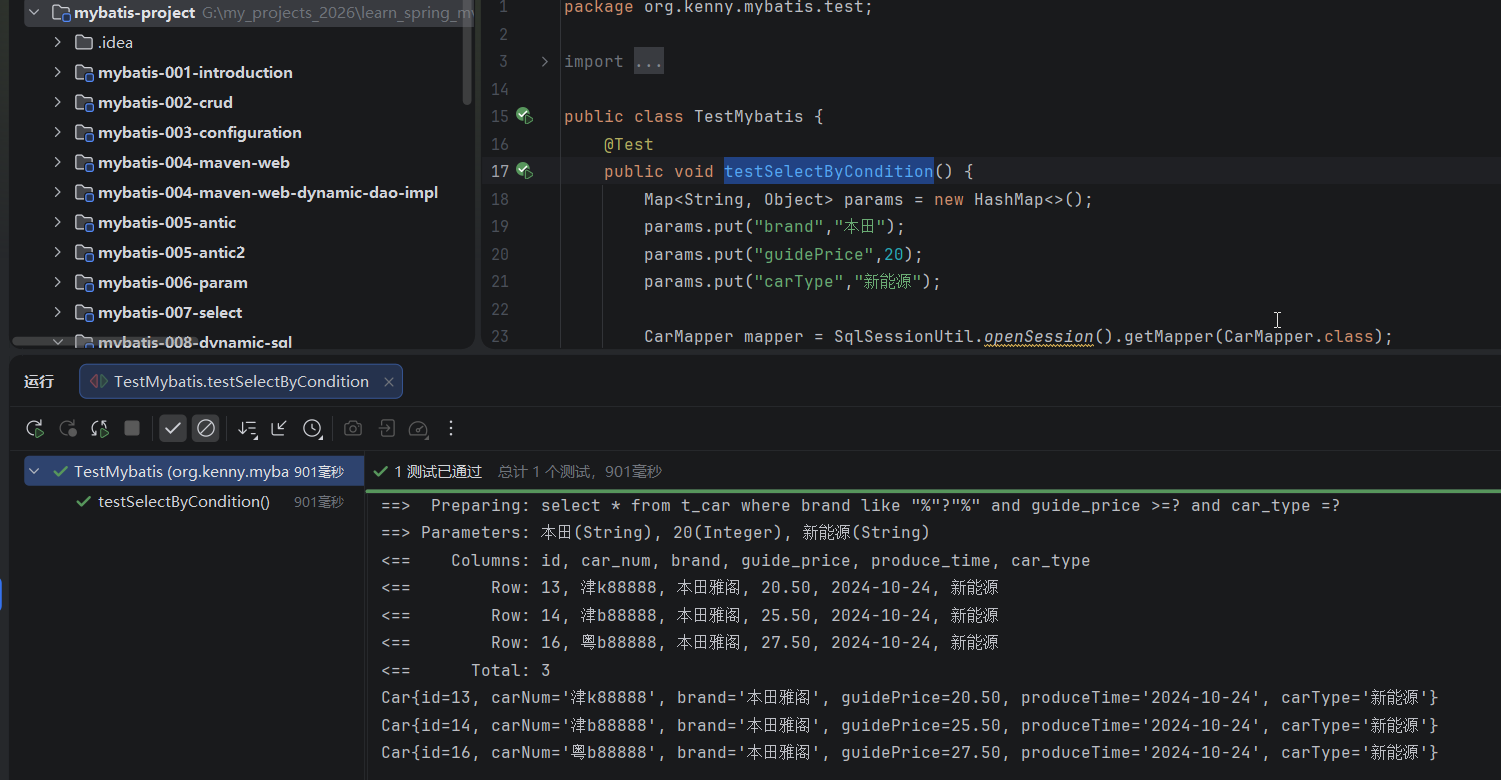 mybatis-project G:\my_projects_2026\learn_spring_my
.idea
mybatis-001-introduction
mybatis-002-crud
mybatis-003-configuration
mybatis-004-maven-web
mybatis-004-maven-web-dynamic-dao-impl
mybatis-005-antic
mybatis-005-antic2
mybatis-006-param
mybatis-007-select
mybatis-008-dynamic-sql
1 package org.kenny.mybatis.test;
2
3 import ...
14
15 public class TestMybatis {
16 @Test
17 public void testSelectByCondition() {
18 Map<String, Object> params = new HashMap<>();
19 params.put("brand","本田");
20 params.put("guidePrice",20);
21 params.put("carType","新能源");
22
23 CarMapper mapper = SqlSessionUtil.openSession().getMapper(CarMapper.class);
运行 TestMybatis.testSelectByCondition
TestMybatis (org.kenny.myba 901毫秒
testSelectByCondition() 901毫秒
1 测试已通过 总计 1 个测试, 901毫秒
==>  Preparing: select * from t_car where brand like "%"?"%" and guide_price >=? and car_type =?
==> Parameters: 本田(String), 20(Integer), 新能源(String)
<==    Columns: id, car_num, brand, guide_price, produce_time, car_type
<==        Row: 13, 津k88888, 本田雅阁, 20.50, 2024-10-24, 新能源
<==        Row: 14, 津b88888, 本田雅阁, 25.50, 2024-10-24, 新能源
<==        Row: 16, 粤b88888, 本田雅阁, 27.50, 2024-10-24, 新能源
<==      Total: 3
Car{id=13, carNum='津k88888', brand='本田雅阁', guidePrice=20.50, produceTime='2024-10-24', carType='新能源'}
Car{id=14, carNum='津b88888', brand='本田雅阁', guidePrice=25.50, produceTime='2024-10-24', carType='新能源'}
Car{id=16, carNum='粤b88888', brand='本田雅阁', guidePrice=27.50, produceTime='2024-10-24', carType='新能源'}